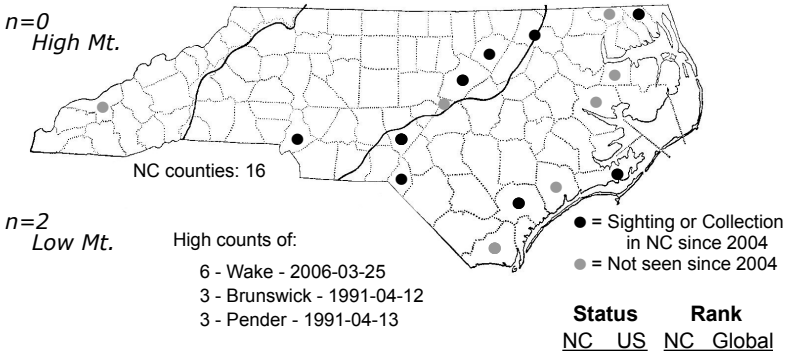 n=0
High Mt.
NC counties: 16
n=2
Low Mt.
High counts of:
6 - Wake - 2006-03-25
3 - Brunswick - 1991-04-12
3 - Pender - 1991-04-13
= Sighting or Collection
in NC since 2004
= Not seen since 2004
Status Rank
NC US NC Global